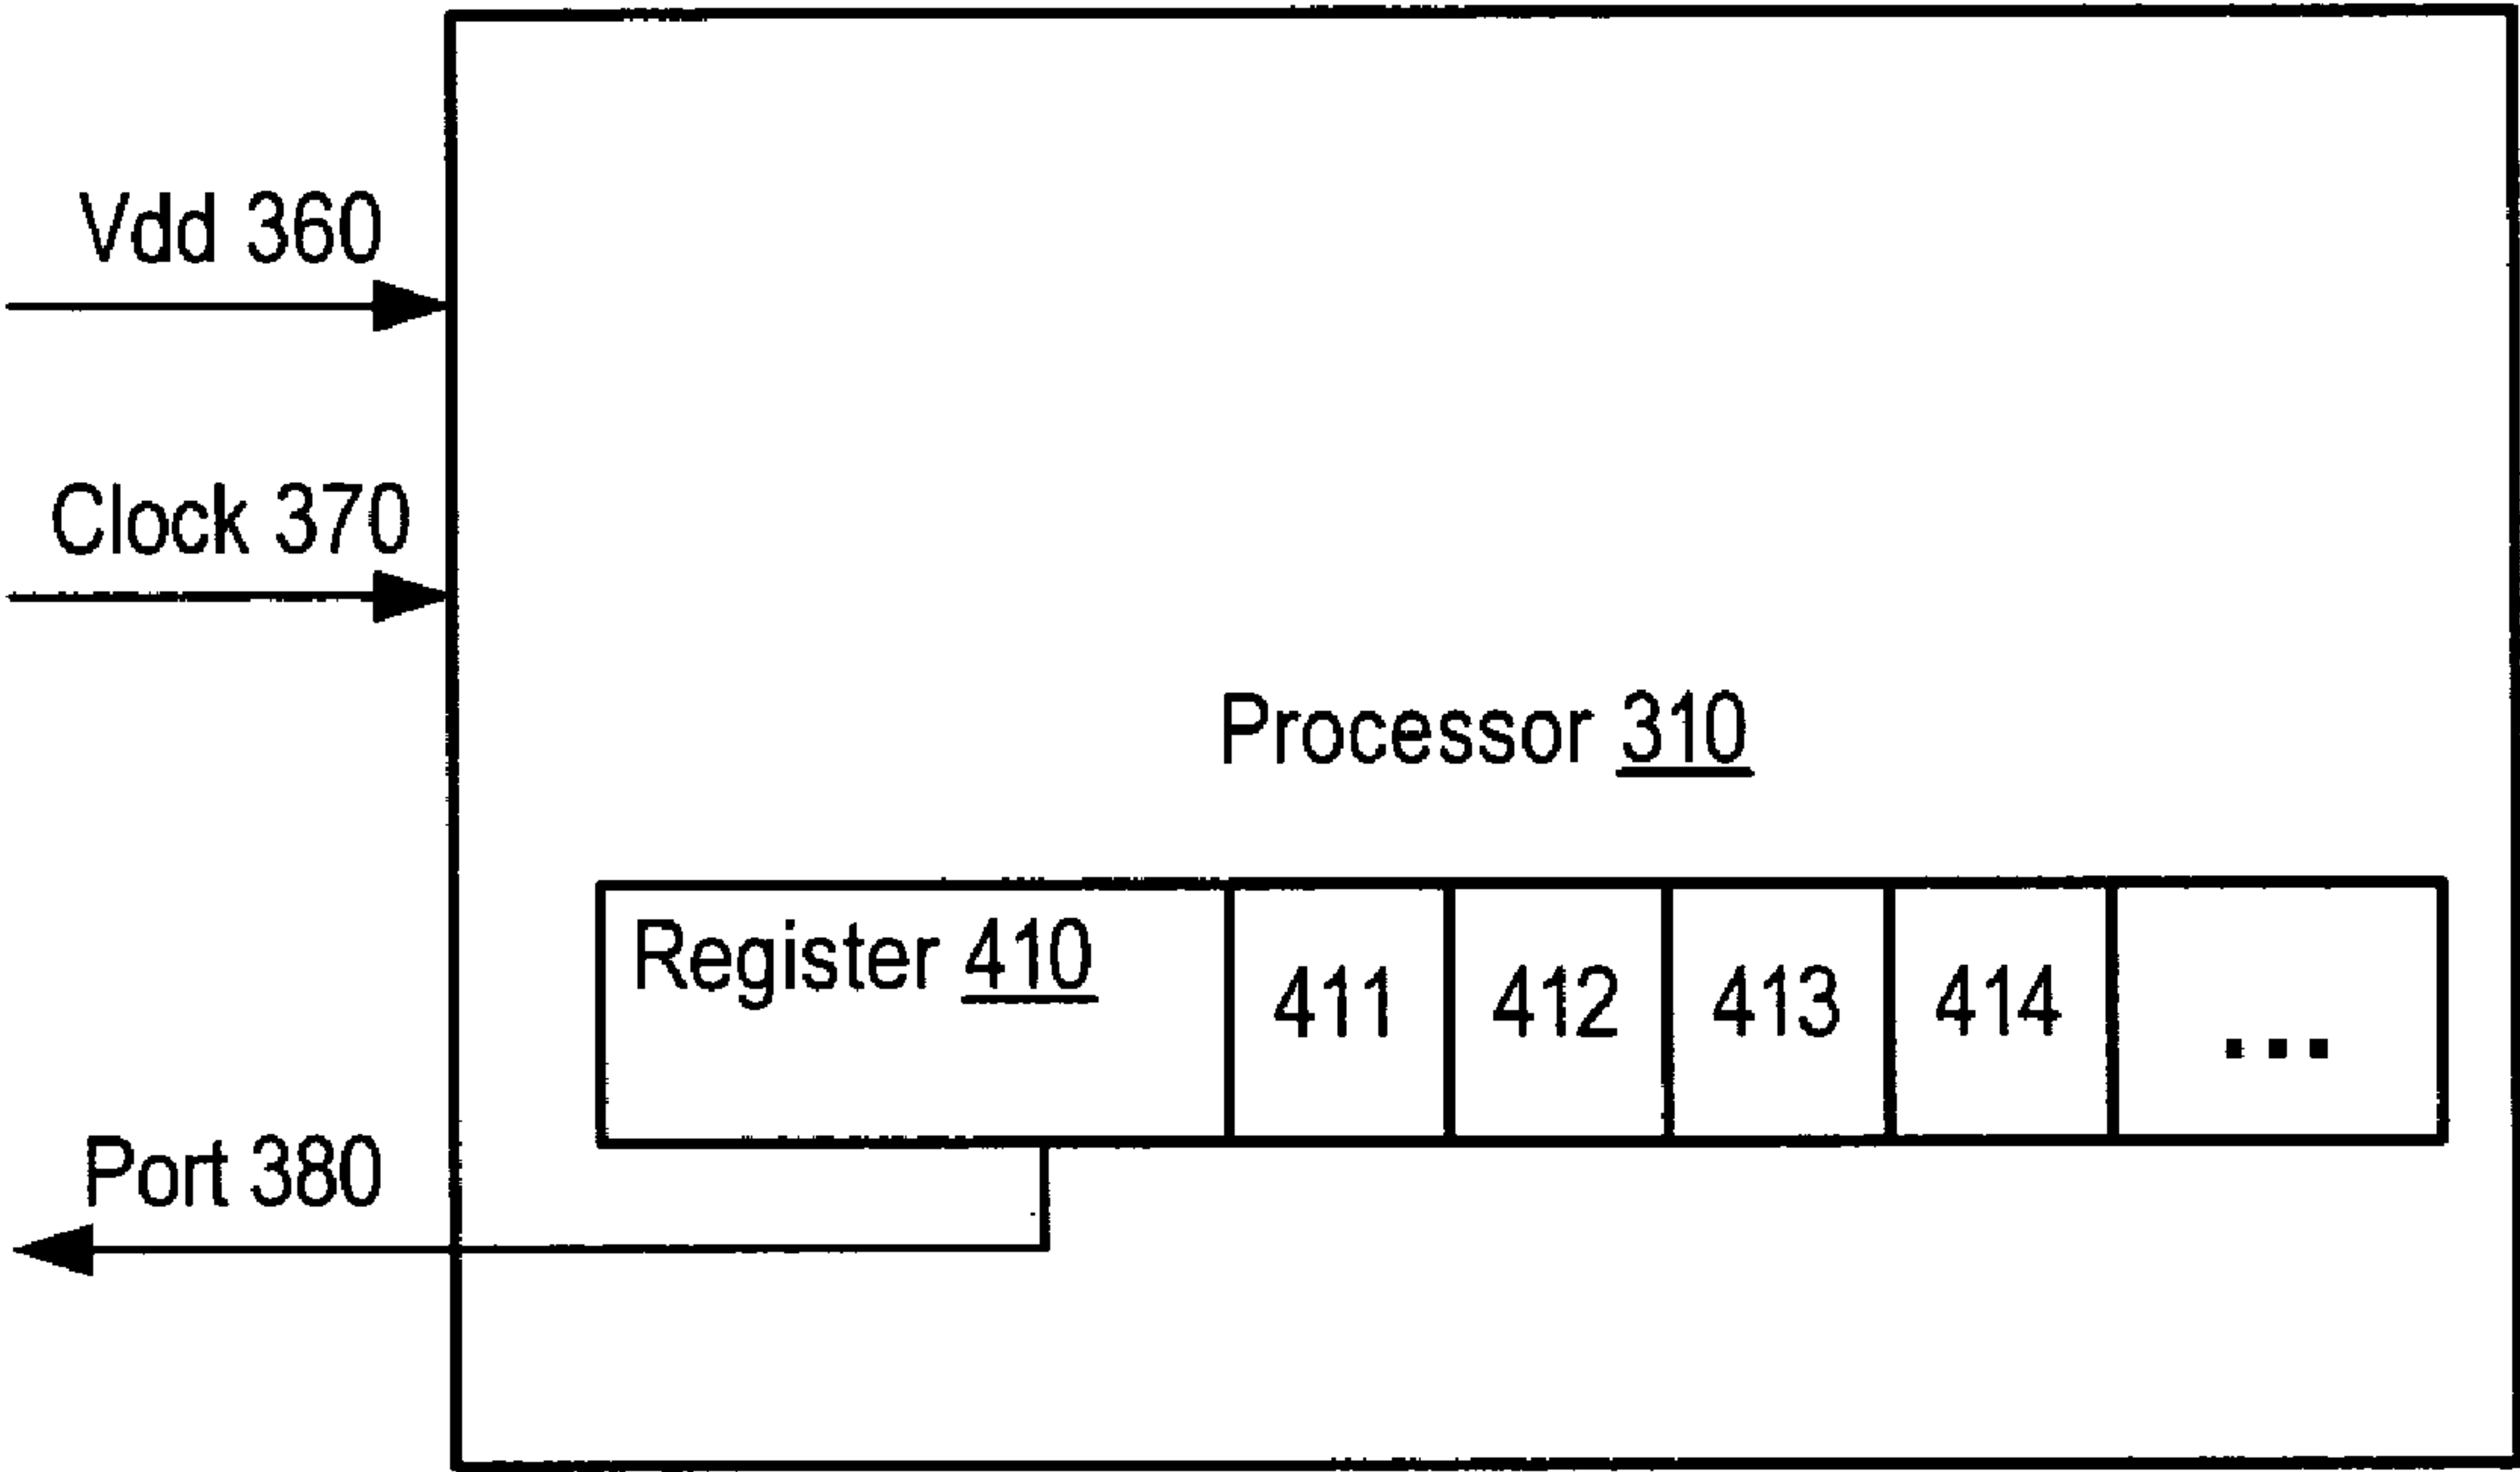 Vdd 360
Clock 370
Processor 310
Register 410
411
412
413
414
...
Port 380